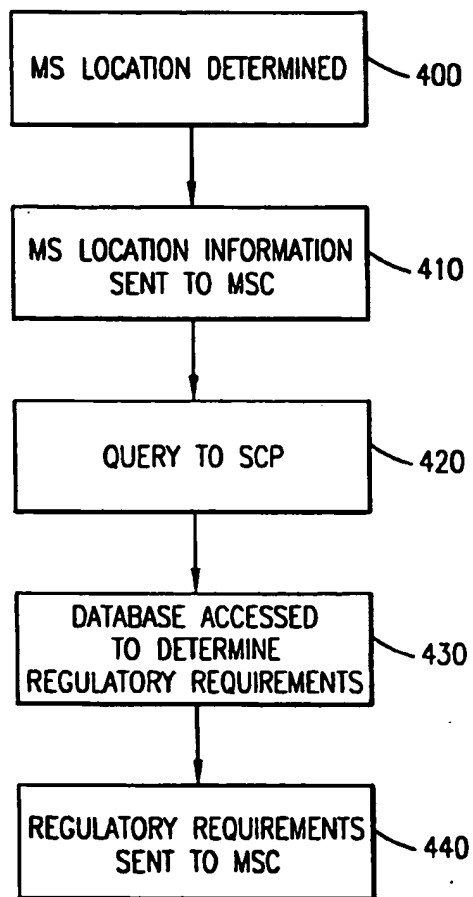 MS LOCATION DETERMINED
400
MS LOCATION INFORMATION
SENT TO MSC
410
QUERY TO SCP
420
DATABASE ACCESSED
TO DETERMINE
REGULATORY REQUIREMENTS
430
REGULATORY REQUIREMENTS
SENT TO MSC
440